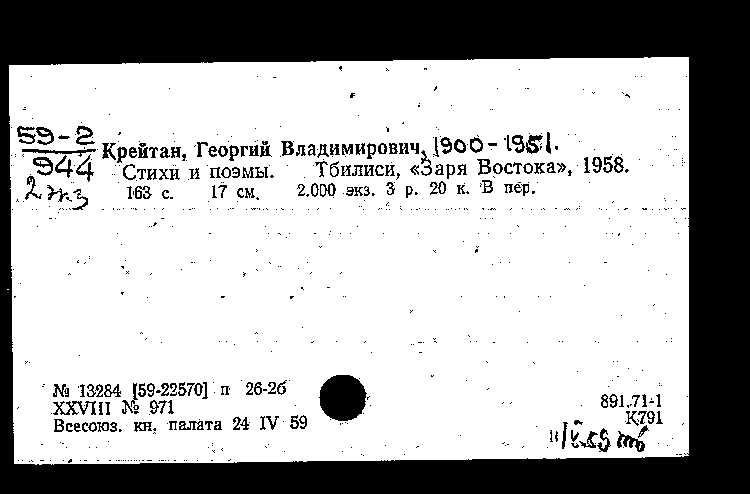 59-2
944
2 экз
Крейтан, Георгий Владимирович, 1900-1951.
Стихи и поэмы. Тбилиси, «Заря Востока», 1958.
163 с. 17 см. 2.000 экз. 3 р. 20 к. В пер.
№ 13284 [59-22570] п 26-26
XXVIII № 971
Всесоюз. кн. палата 24 IV 59
891.71-1
К791